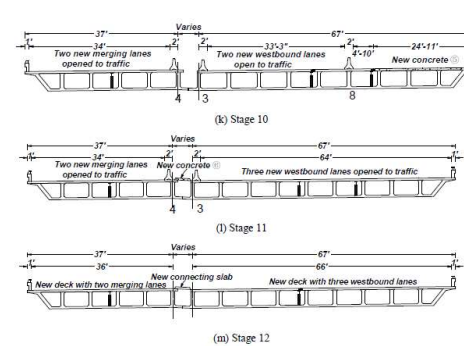 37' Varies 67'
1' 34' 2' 2' 33'-3" 2' 4'-10" 24'-11'
Two new merging lanes
opened to traffic
Two new westbound lanes
open to traffic
New concrete
4 3 8
(k) Stage 10
37' Varies 67'
1' 34' 2' 2' 64' 1'
Two new merging lanes
opened to traffic
New concrete ©
Three new westbound lanes opened to traffic
4 3
(l) Stage 11
37' Varies 67'
1' 36' 66' 1'
New deck with two merging lanes
New connecting slab
New deck with three westbound lanes
(m) Stage 12